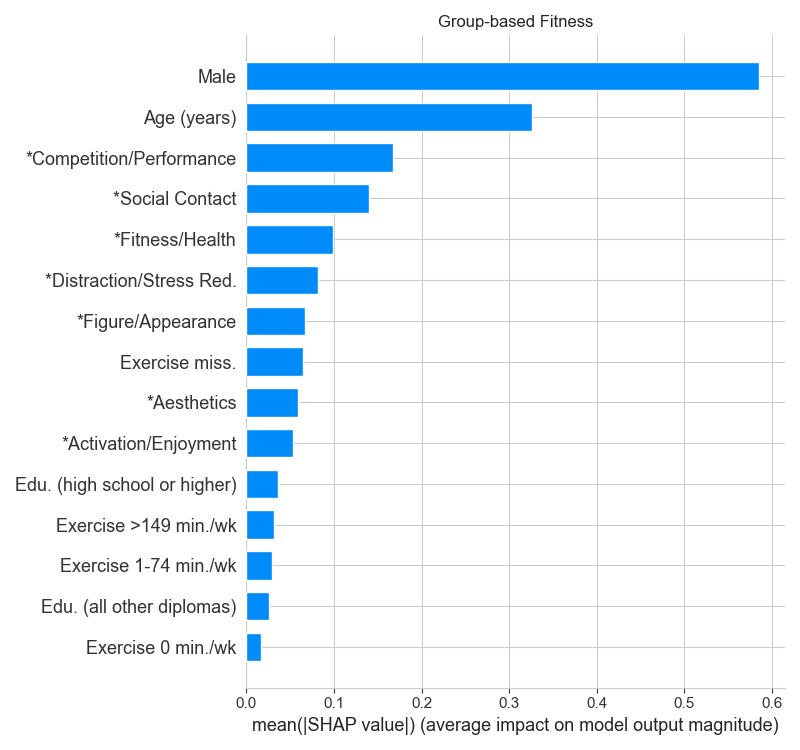 Group-based Fitness
Male
Age (years)
*Competition/Performance
*Social Contact
*Fitness/Health
*Distraction/Stress Red.
*Figure/Appearance
Exercise miss.
*Aesthetics
*Activation/Enjoyment
Edu. (high school or higher)
Exercise >149 min./wk
Exercise 1-74 min./wk
Edu. (all other diplomas)
Exercise 0 min./wk
0.0 0.1 0.2 0.3 0.4 0.5 0.6
mean(|SHAP value|) (average impact on model output magnitude)